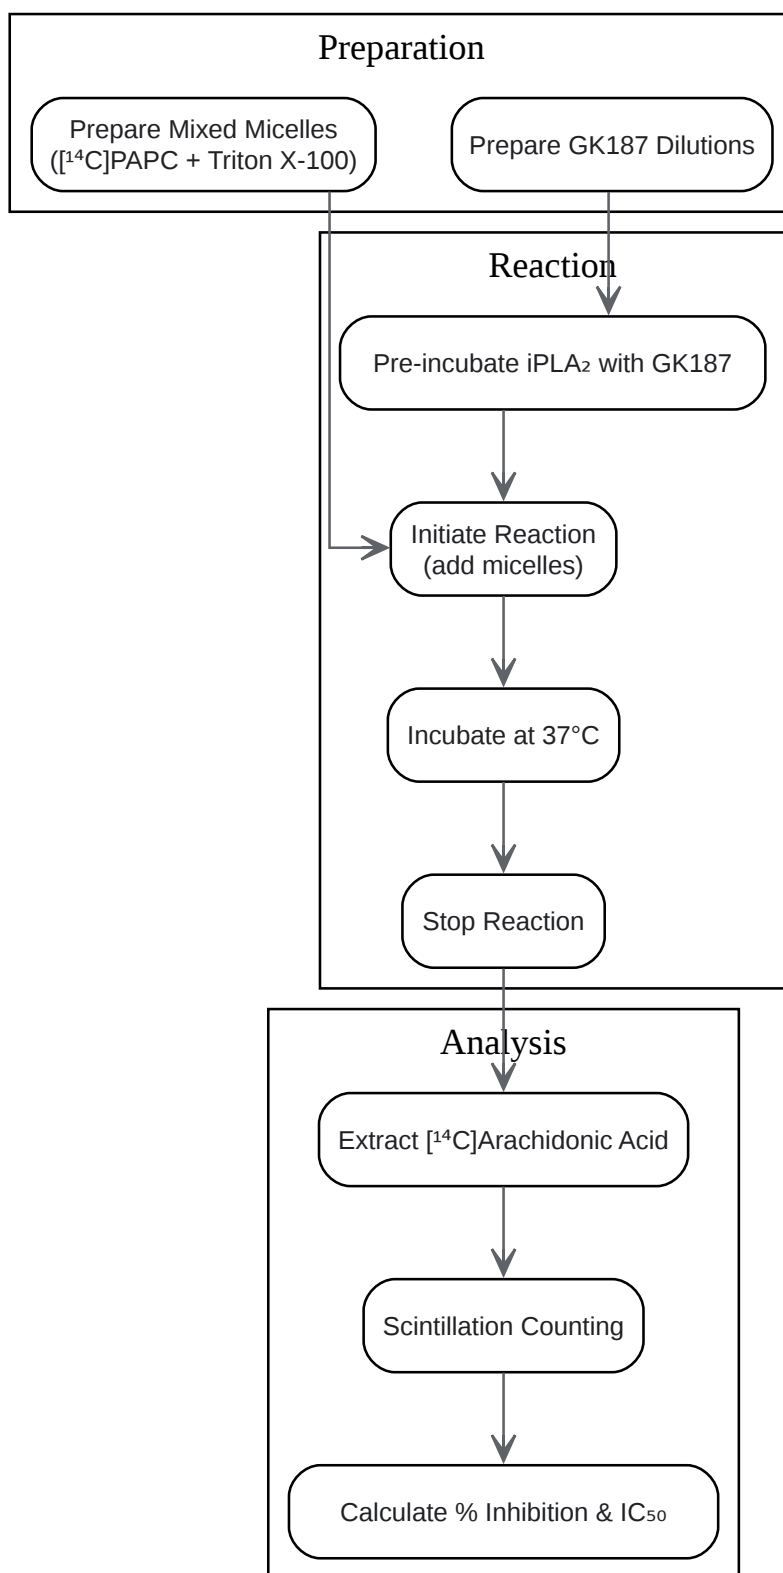 Preparation
Prepare Mixed Micelles
([¹⁴C]PAPC + Triton X-100)
Prepare GK187 Dilutions
Reaction
Pre-incubate iPLA₂ with GK187
Initiate Reaction
(add micelles)
Incubate at 37°C
Stop Reaction
Analysis
Extract [¹⁴C]Arachidonic Acid
Scintillation Counting
Calculate % Inhibition & IC₅₀